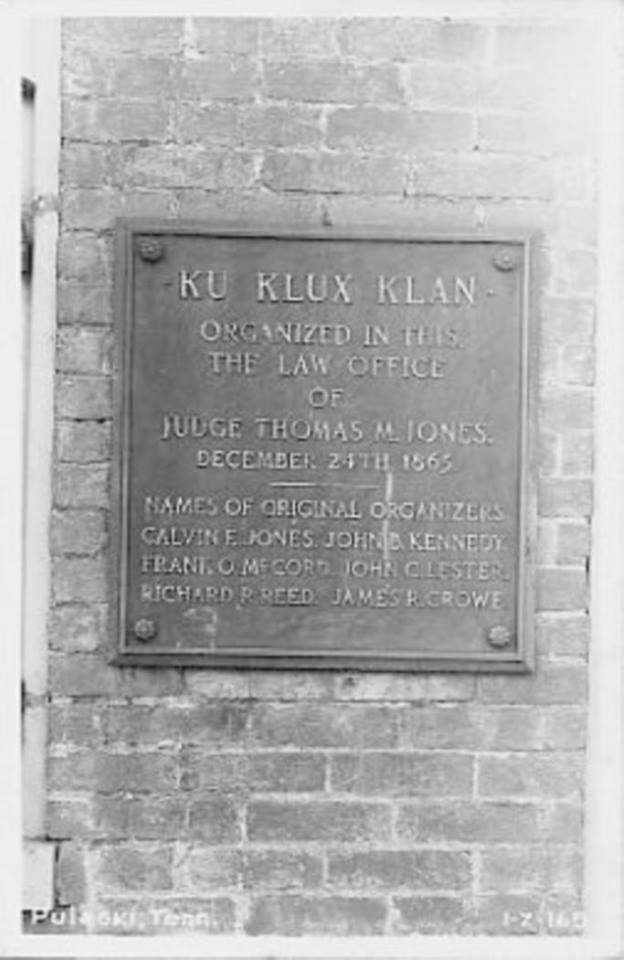 KU KLUX KLAN
ORGANIZED IN THIS,
THE LAW OFFICE
OF
JUDGE THOMAS M. JONES.
DECEMBER 24TH 1865
NAMES OF ORIGINAL ORGANIZERS
CALVIN E. JONES. JOHN B. KENNEDY.
FRANK O. MCCORD. JOHN C. LESTER.
RICHARD R. REED. JAMES R. CROWE
Pulaski, Tenn.